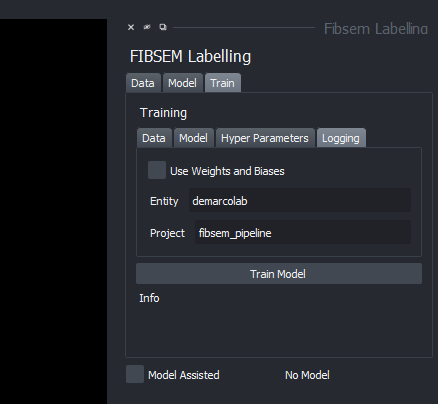 Fibsem Labelling
FIBSEM Labelling
Data Model Train
Training
Data Model Hyper Parameters Logging
Use Weights and Biases
Entity demarcolab
Project fibsem_pipeline
Train Model
Info
Model Assisted No Model